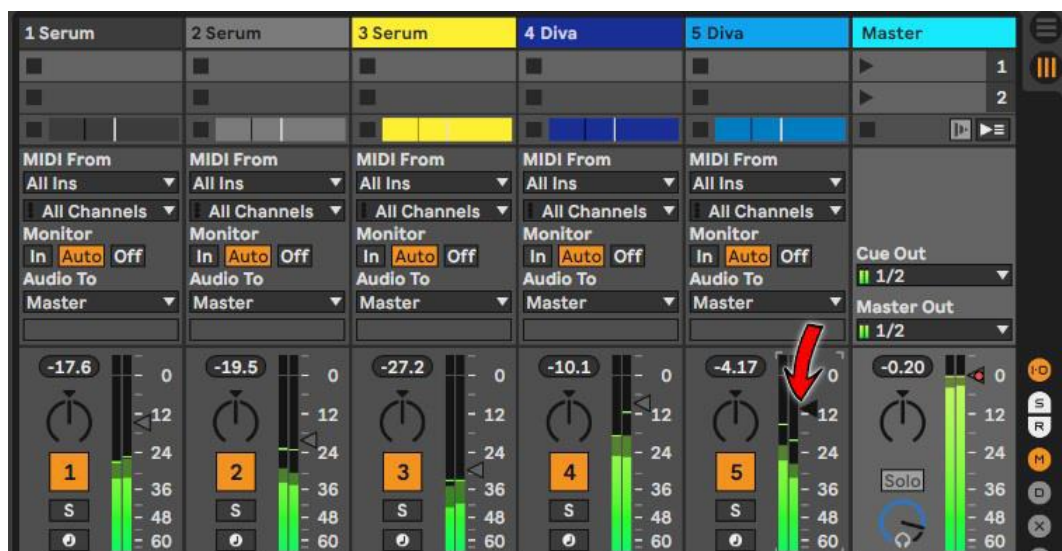 1 Serum 2 Serum 3 Serum 4 Diva 5 Diva Master
1
2
MIDI From MIDI From MIDI From MIDI From MIDI From
All Ins All Ins All Ins All Ins All Ins
All Channels All Channels All Channels All Channels All Channels
Monitor Monitor Monitor Monitor Monitor
In Auto Off In Auto Off In Auto Off In Auto Off In Auto Off Cue Out
Audio To Audio To Audio To Audio To Audio To 1/2
Master Master Master Master Master Master Out
1/2
-17.6 -19.5 -27.2 -10.1 -4.17 -0.20 I·O
0 0 0 0 0 0
12 12 12 12 12 12 S
R
24 24 24 24 24 24 M
1 2 3 4 5 Solo
36 36 36 36 36 36 D
S S S S S
48 48 48 48 48 48 X
60 60 60 60 60 60